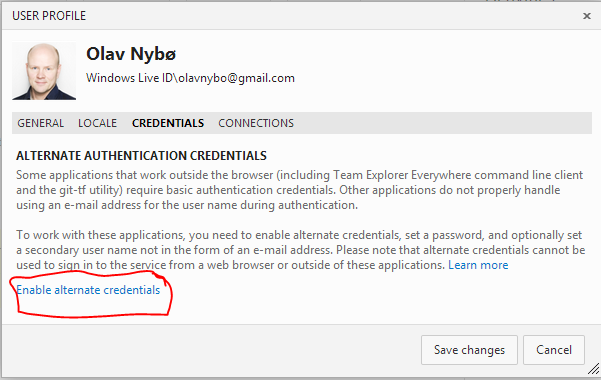 USER PROFILE
Olav Nybø
Windows Live ID\olavnybo@gmail.com
GENERAL LOCALE CREDENTIALS CONNECTIONS
ALTERNATE AUTHENTICATION CREDENTIALS
Some applications that work outside the browser (including Team Explorer Everywhere command line client
and the git-tf utility) require basic authentication credentials. Other applications do not properly handle
using an e-mail address for the user name during authentication.
To work with these applications, you need to enable alternate credentials, set a password, and optionally set
a secondary user name not in the form of an e-mail address. Please note that alternate credentials cannot be
used to sign in to the service from a web browser or outside of these applications. Learn more
Enable alternate credentials
Save changes Cancel